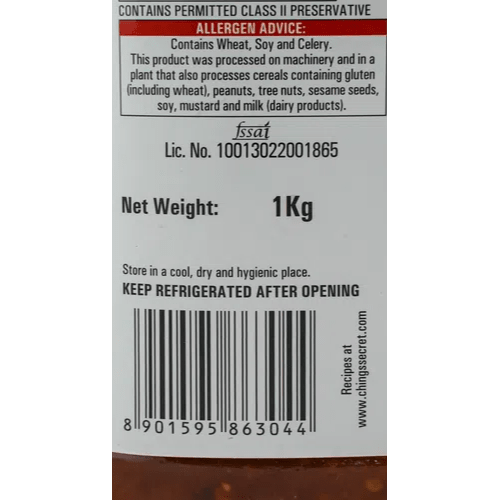 CONTAINS PERMITTED CLASS II PRESERVATIVE
ALLERGEN ADVICE:
Contains Wheat, Soy and Celery.
This product was processed on machinery and in a
plant that also processes cereals containing gluten
(including wheat), peanuts, tree nuts, sesame seeds,
soy, mustard and milk (dairy products).
fssai
Lic. No. 10013022001865
Net Weight: 1Kg
Store in a cool, dry and hygienic place.
KEEP REFRIGERATED AFTER OPENING
8 901595 863044
Recipes at
www.chingssecret.com